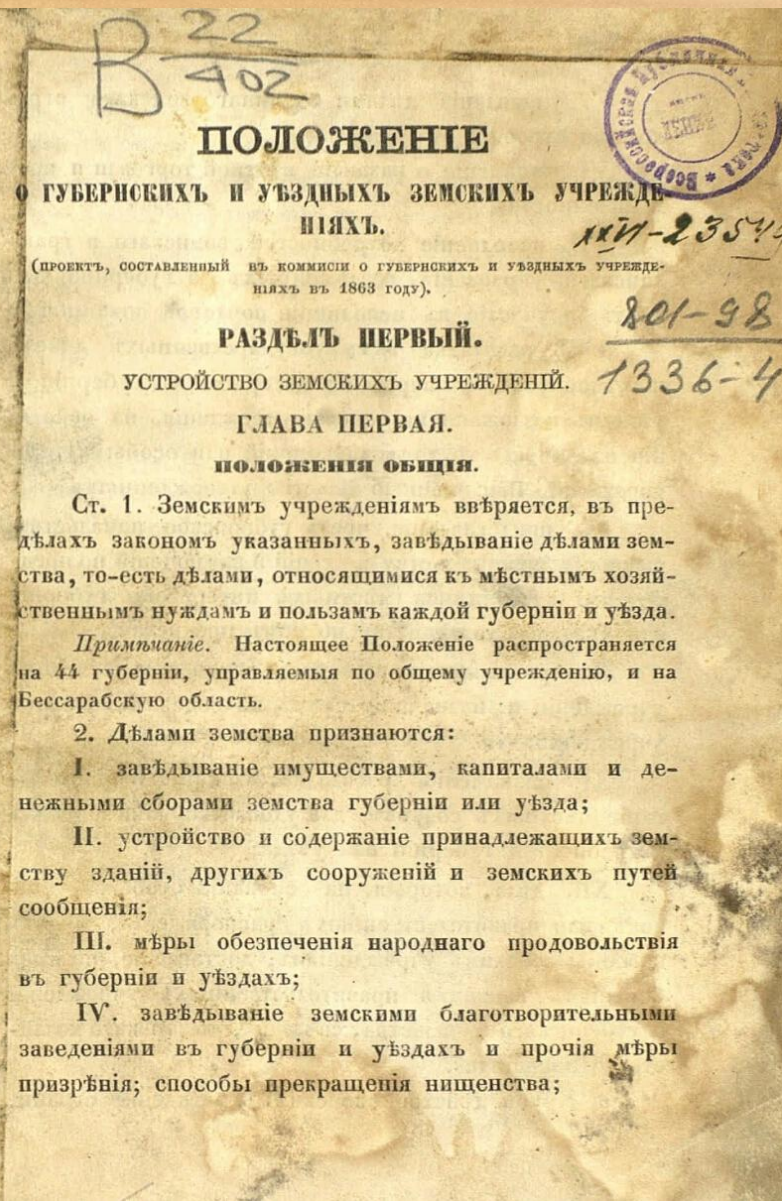 В 22
402
ПОЛОЖЕНІЕ
О ГУБЕРНСКИХЪ И УѢЗДНЫХЪ ЗЕМСКИХЪ УЧРЕЖДЕ-
НІЯХЪ.
XXVI-2354
(ПРОЕКТЪ, СОСТАВЛЕННЫЙ ВЪ КОММИСІИ О ГУБЕРНСКИХЪ И УѢЗДНЫХЪ УЧРЕЖДЕ-
НІЯХЪ ВЪ 1863 ГОДУ).
801-98
РАЗДѢЛЪ ПЕРВЫЙ.
УСТРОЙСТВО ЗЕМСКИХЪ УЧРЕЖДЕНІЙ.
1336-4
ГЛАВА ПЕРВАЯ.
ПОЛОЖЕНІЯ ОБЩІЯ.
Ст. 1. Земскимъ учрежденіямъ ввѣряется, въ пре-
дѣлахъ закономъ указанныхъ, завѣдываніе дѣлами зем-
ства, то-есть дѣлами, относящимися къ мѣстнымъ хозяй-
ственнымъ нуждамъ и пользамъ каждой губерніи и уѣзда.
Примѣчаніе. Настоящее Положеніе распространяется
на 44 губерніи, управляемыя по общему учрежденію, и на
Бессарабскую область.
2. Дѣлами земства признаются:
I. завѣдываніе имуществами, капиталами и де-
нежными сборами земства губерніи или уѣзда;
II. устройство и содержаніе принадлежащихъ зем-
ству зданій, другихъ сооруженій и земскихъ путей
сообщенія;
III. мѣры обезпеченія народнаго продовольствія
въ губерніи и уѣздахъ;
IV. завѣдываніе земскими благотворительными
заведеніями въ губерніи и уѣздахъ и прочія мѣры
призрѣнія; способы прекращенія нищенства;